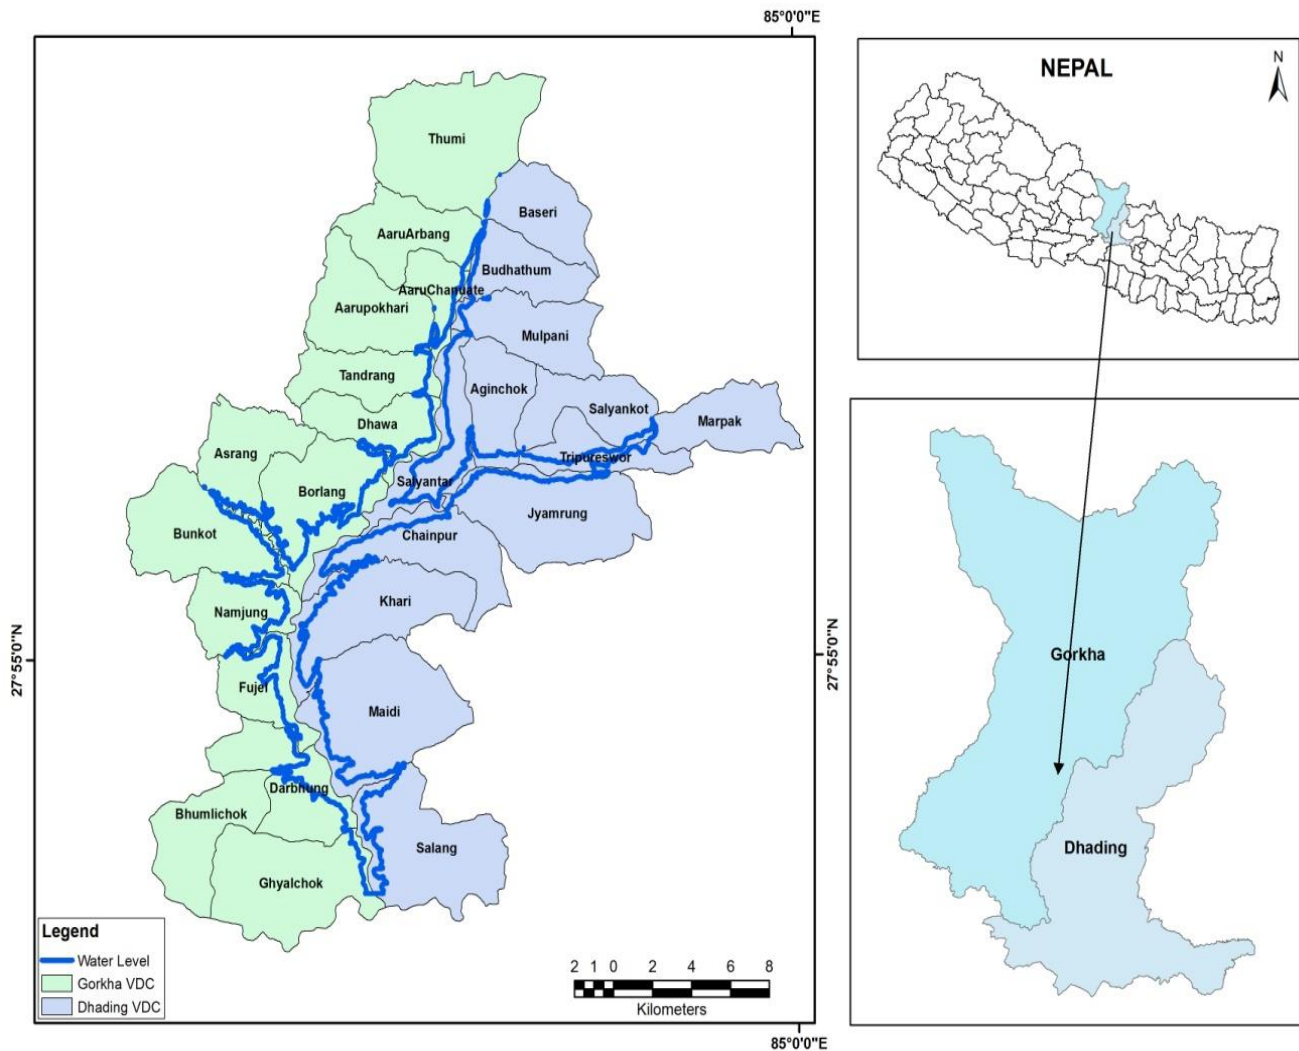 85°0'0"E
Thumi
Baseri
AaruArbang
Budhathum
AaruChanuate
Aarupokhari
Mulpani
Tandrang
Aginchok
Salyankot
Marpak
Dhawa
Asrang
Tripureswor
Salyantar
Borlang
Jyamrung
Bunkot
Chainpur
Khari
Namjung
27°55'0"N
27°55'0"N
Fujel
Maidi
Darbhung
Bhumlichok
Salang
Ghyalchok
Legend
Water Level
Gorkha VDC
Dhading VDC
2 1 0 2 4 6 8
Kilometers
85°0'0"E
NEPAL
N
Gorkha
Dhading